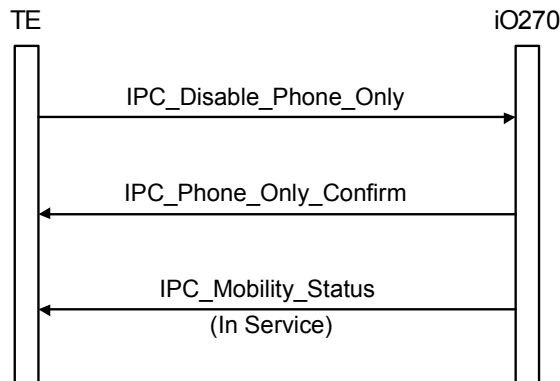 TE
iO270
IPC_Disable_Phone_Only
IPC_Phone_Only_Confirm
IPC_Mobility_Status
(In Service)